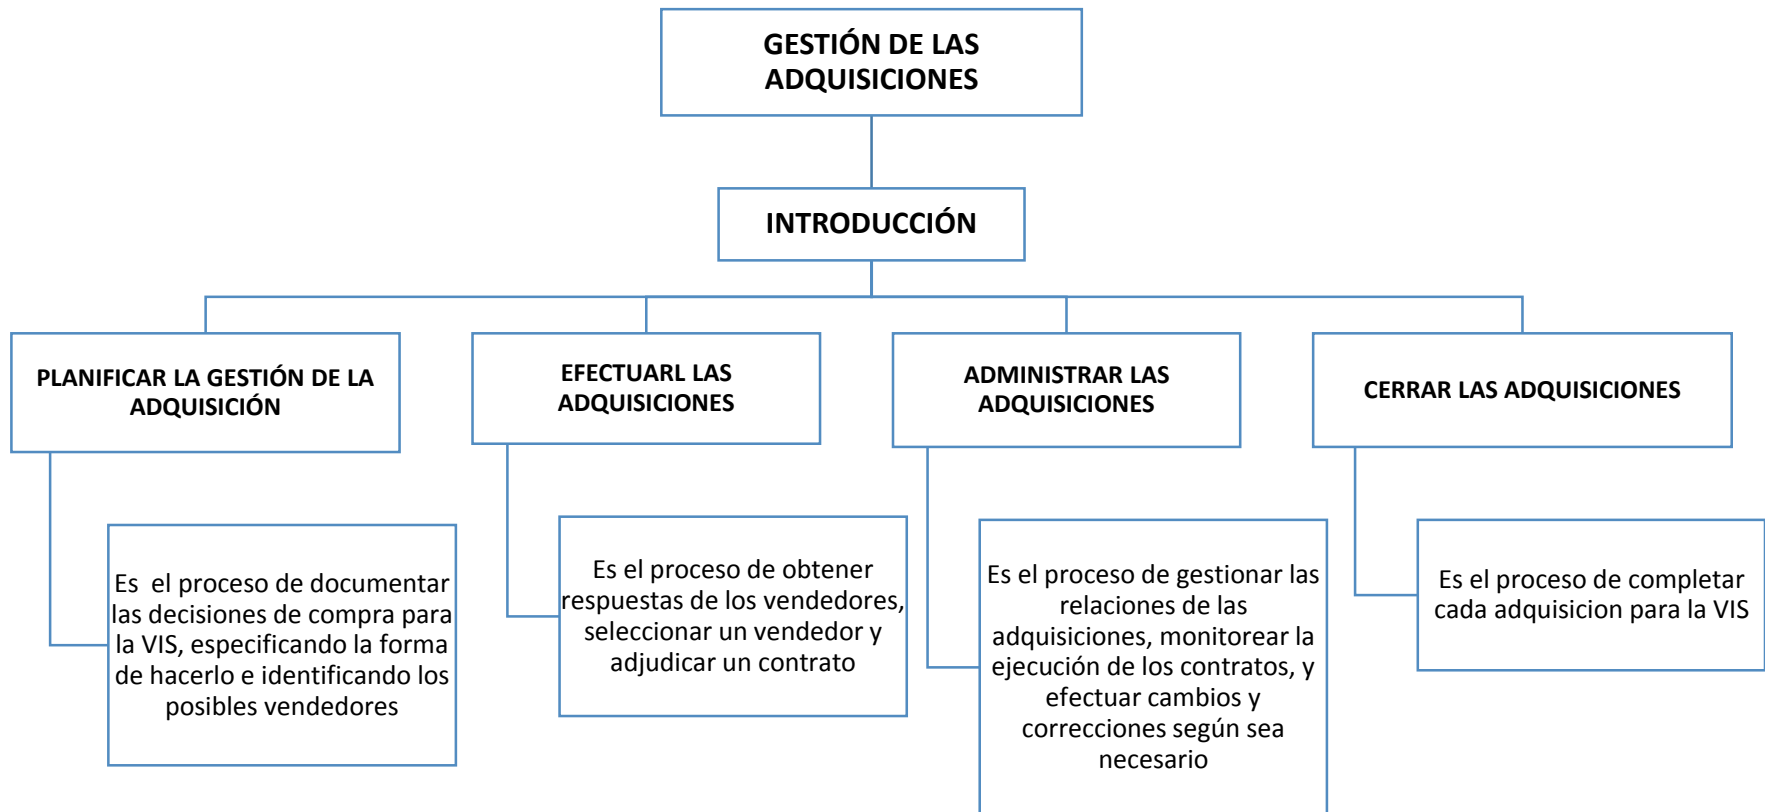 GESTIÓN DE LAS
ADQUISICIONES
INTRODUCCIÓN
PLANIFICAR LA GESTIÓN DE LA
ADQUISICIÓN
EFECTUARL LAS
ADQUISICIONES
ADMINISTRAR LAS
ADQUISICIONES
CERRAR LAS ADQUISICIONES
Es el proceso de documentar
las decisiones de compra para
la VIS, especificando la forma
de hacerlo e identificando los
posibles vendedores
Es el proceso de obtener
respuestas de los vendedores,
seleccionar un vendedor y
adjudicar un contrato
Es el proceso de gestionar las
relaciones de las
adquisiciones, monitorear la
ejecución de los contratos, y
efectuar cambios y
correcciones según sea
necesario
Es el proceso de completar
cada adquisicion para la VIS